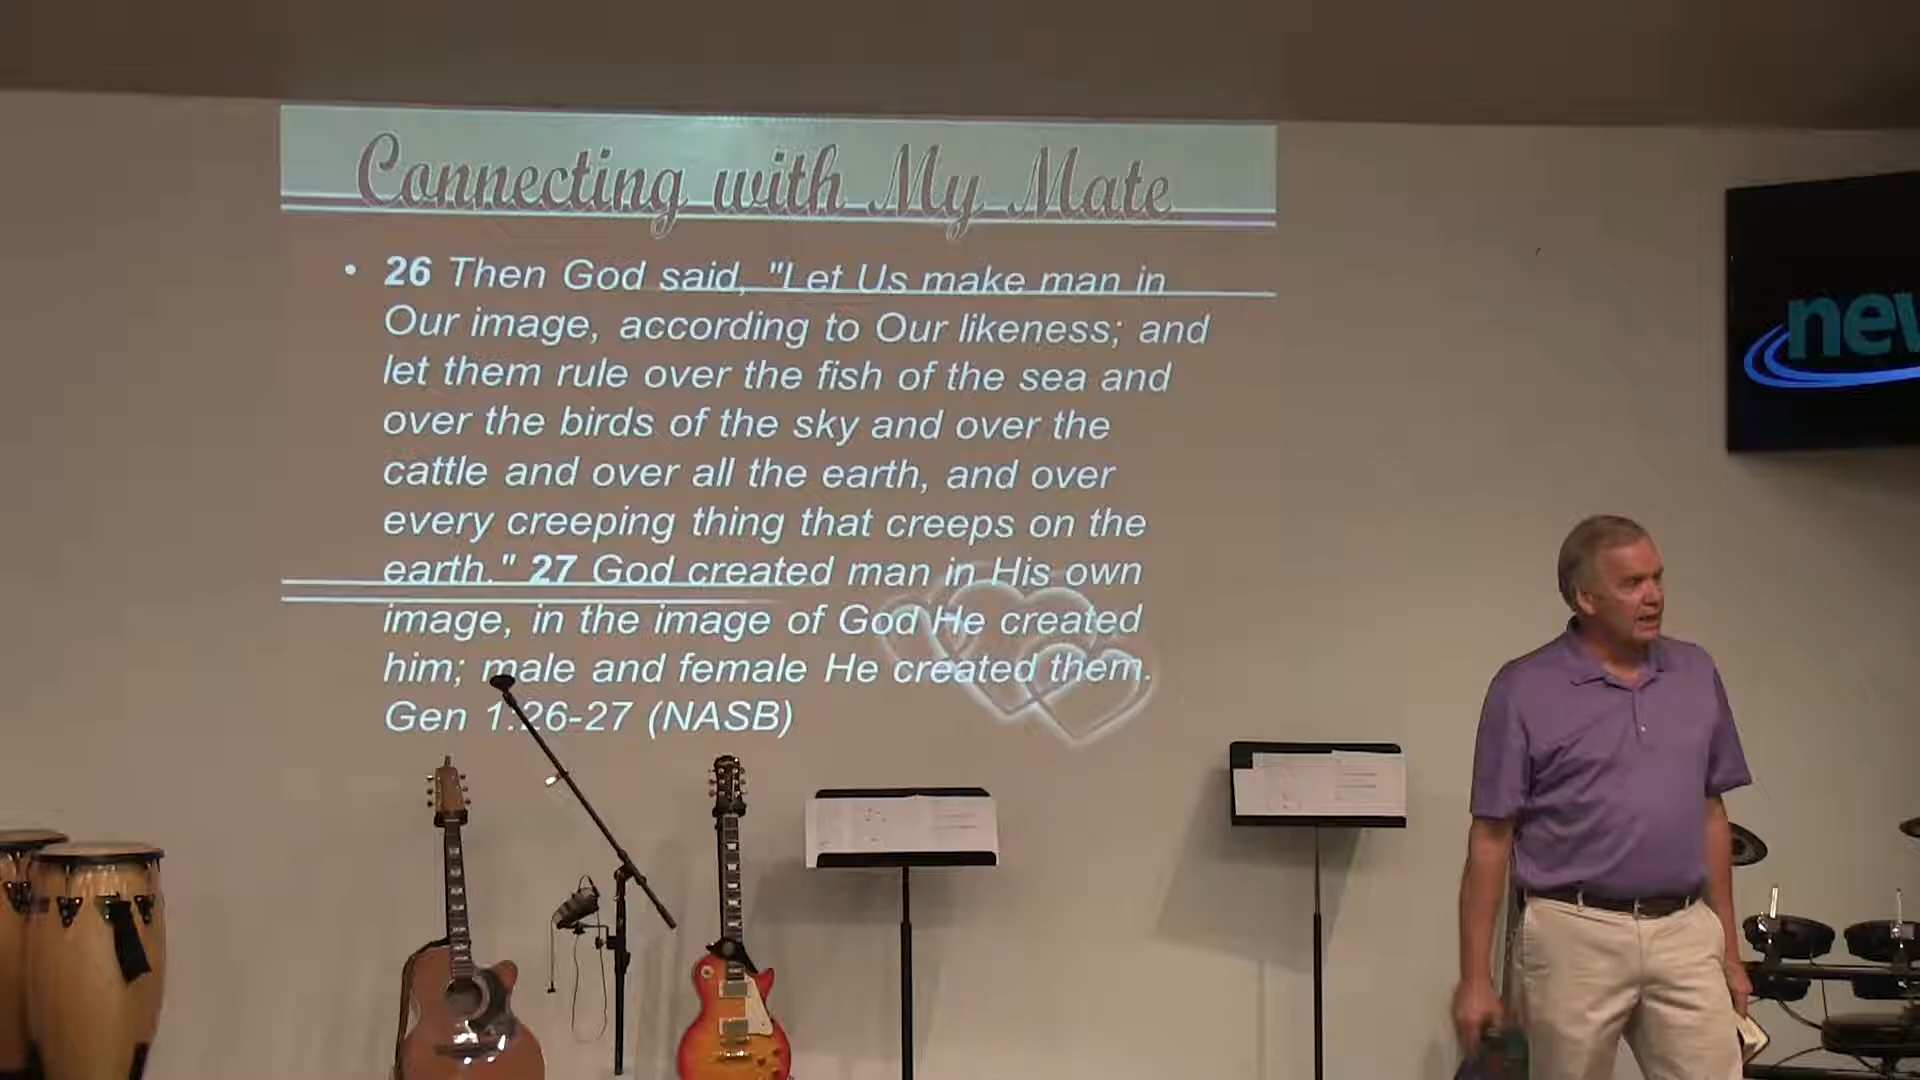 Connecting with My Mate
• 26 Then God said, "Let Us make man in
Our image, according to Our likeness; and
let them rule over the fish of the sea and
over the birds of the sky and over the
cattle and over all the earth, and over
every creeping thing that creeps on the
earth." 27 God created man in His own
image, in the image of God He created
him; male and female He created them.
Gen 1:26-27 (NASB)